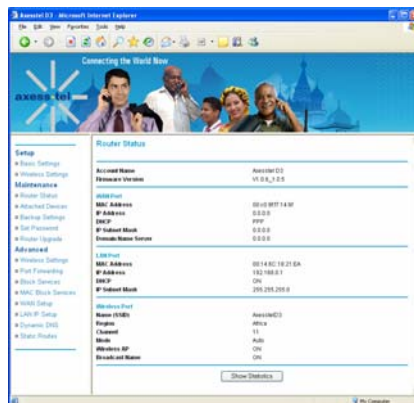 Axesstel D3 - Microsoft Internet Explorer
File Edit View Favorites Tools Help
Connecting the World Now
axesstel
Setup
Basic Settings
Wireless Settings
Maintenance
Router Status
Attached Devices
Backup Settings
Set Password
Router Upgrade
Advanced
Wireless Settings
Port Forwarding
Block Services
MAC Block Services
WAN Setup
LAN IP Setup
Dynamic DNS
Static Routes
Router Status
Account Name AxesstelD3
Firmware Version
WAN Port
MAC Address
IP Address 0.0.0.0
DHCP PPP
IP Subnet Mask 0.0.0.0
Domain Name Server 0.0.0.0
LAN Port
MAC Address
IP Address 192.168.0.1
DHCP ON
IP Subnet Mask 255.255.255.0
Wireless Port
Name (SSID) AxesstelD3
Region Africa
Channel 11
Mode Auto
Wireless AP ON
Broadcast Name ON
Show Statistics
My Computer